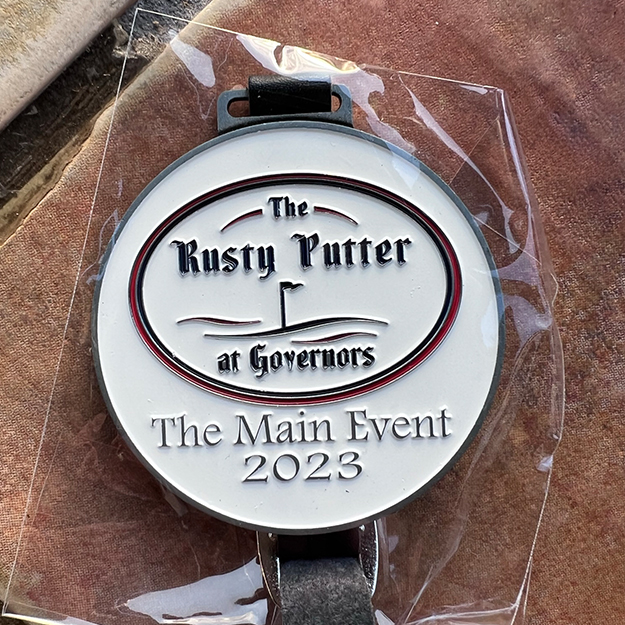 The
Rusty Putter
at Governors
The Main Event
2023